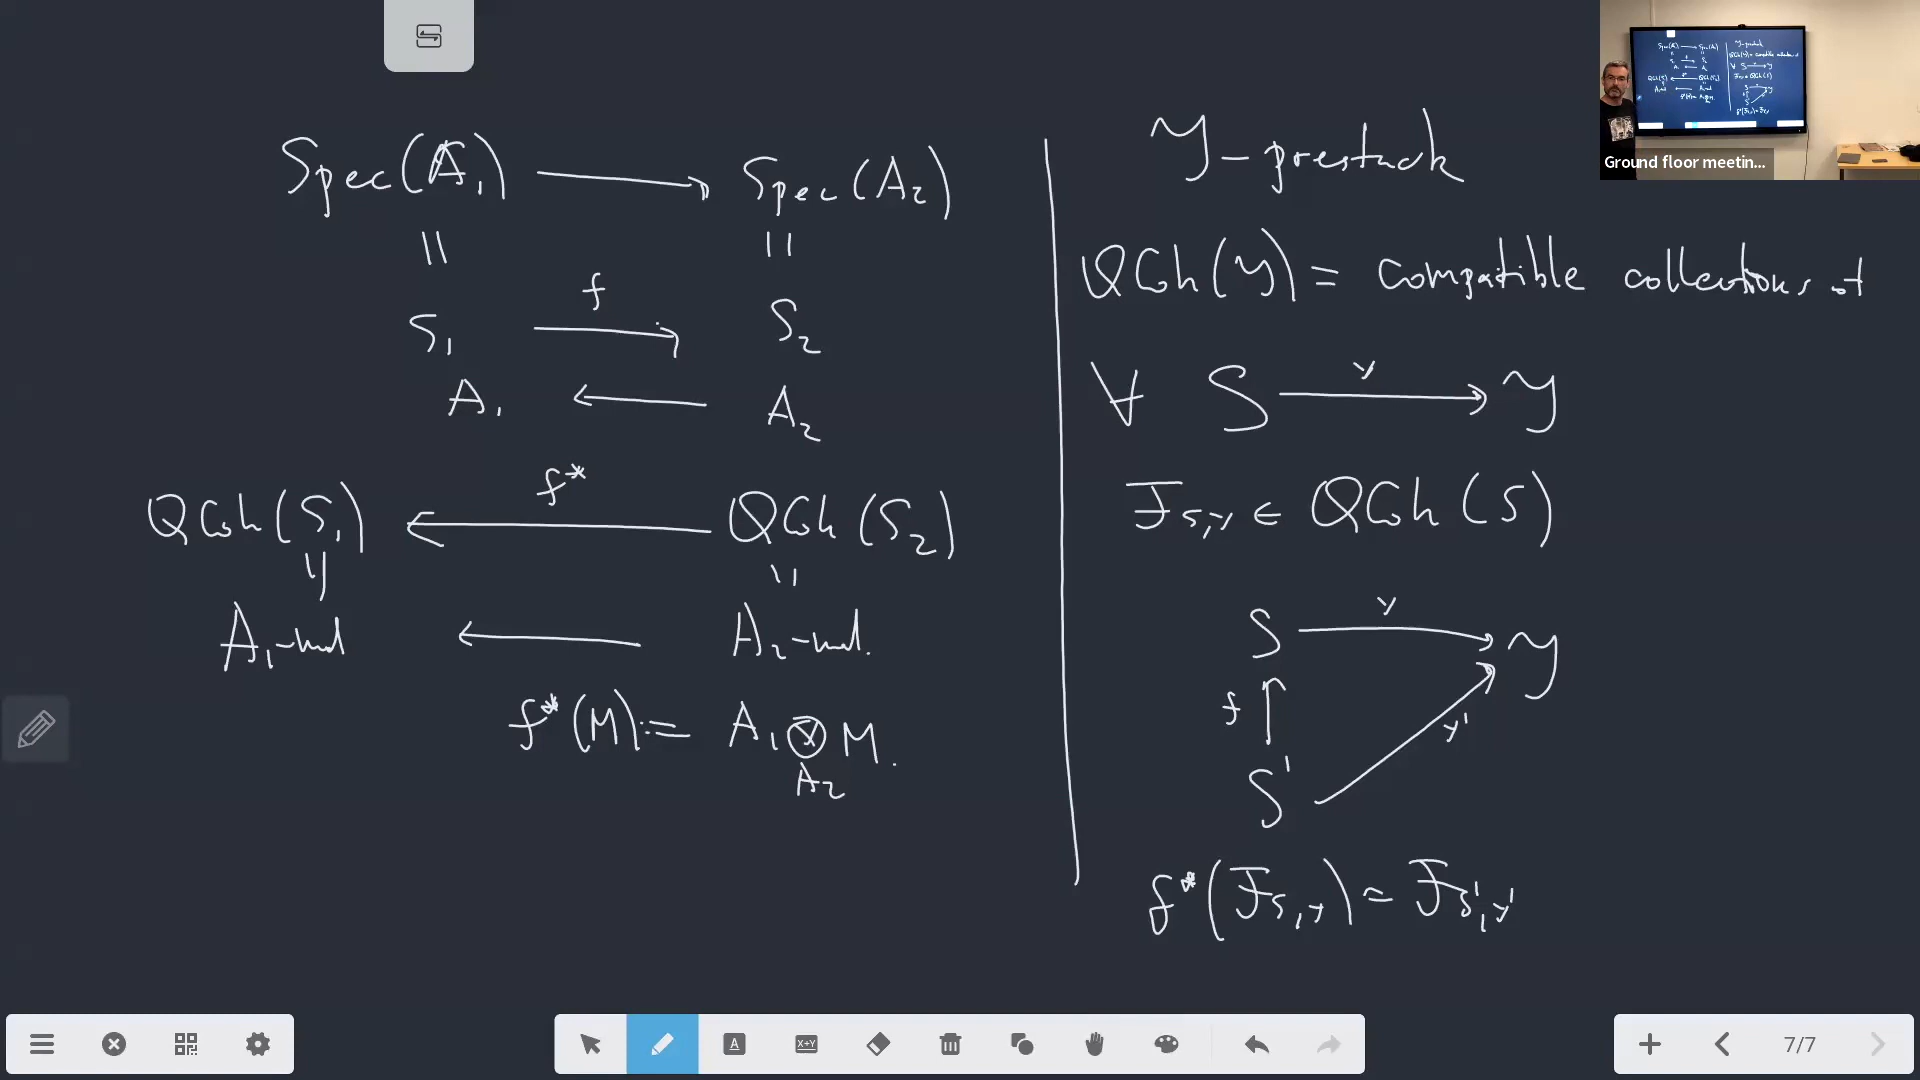 Spec(A₁) ⟶ Spec(A₂)
|| ||
S₁ ⟶ S₂
f
A₁ ⟵ A₂
f*
QCoh(S₁) ⟵ QCoh(S₂)
|| ||
A₁-mod ⟵ A₂-mod.
f*(M) := A₁ ⊗ M.
A₂
Y-prestack
QCoh(Y) = compatible collections of
∀ S ⟶ Y
y
F_{S,y} ∈ QCoh(S)
S ⟶ Y
y
f ↑
y'
S'
f*(F_{S,y}) ≃ F_{S',y'}
Ground floor meetin...
A
X+Y
7/7